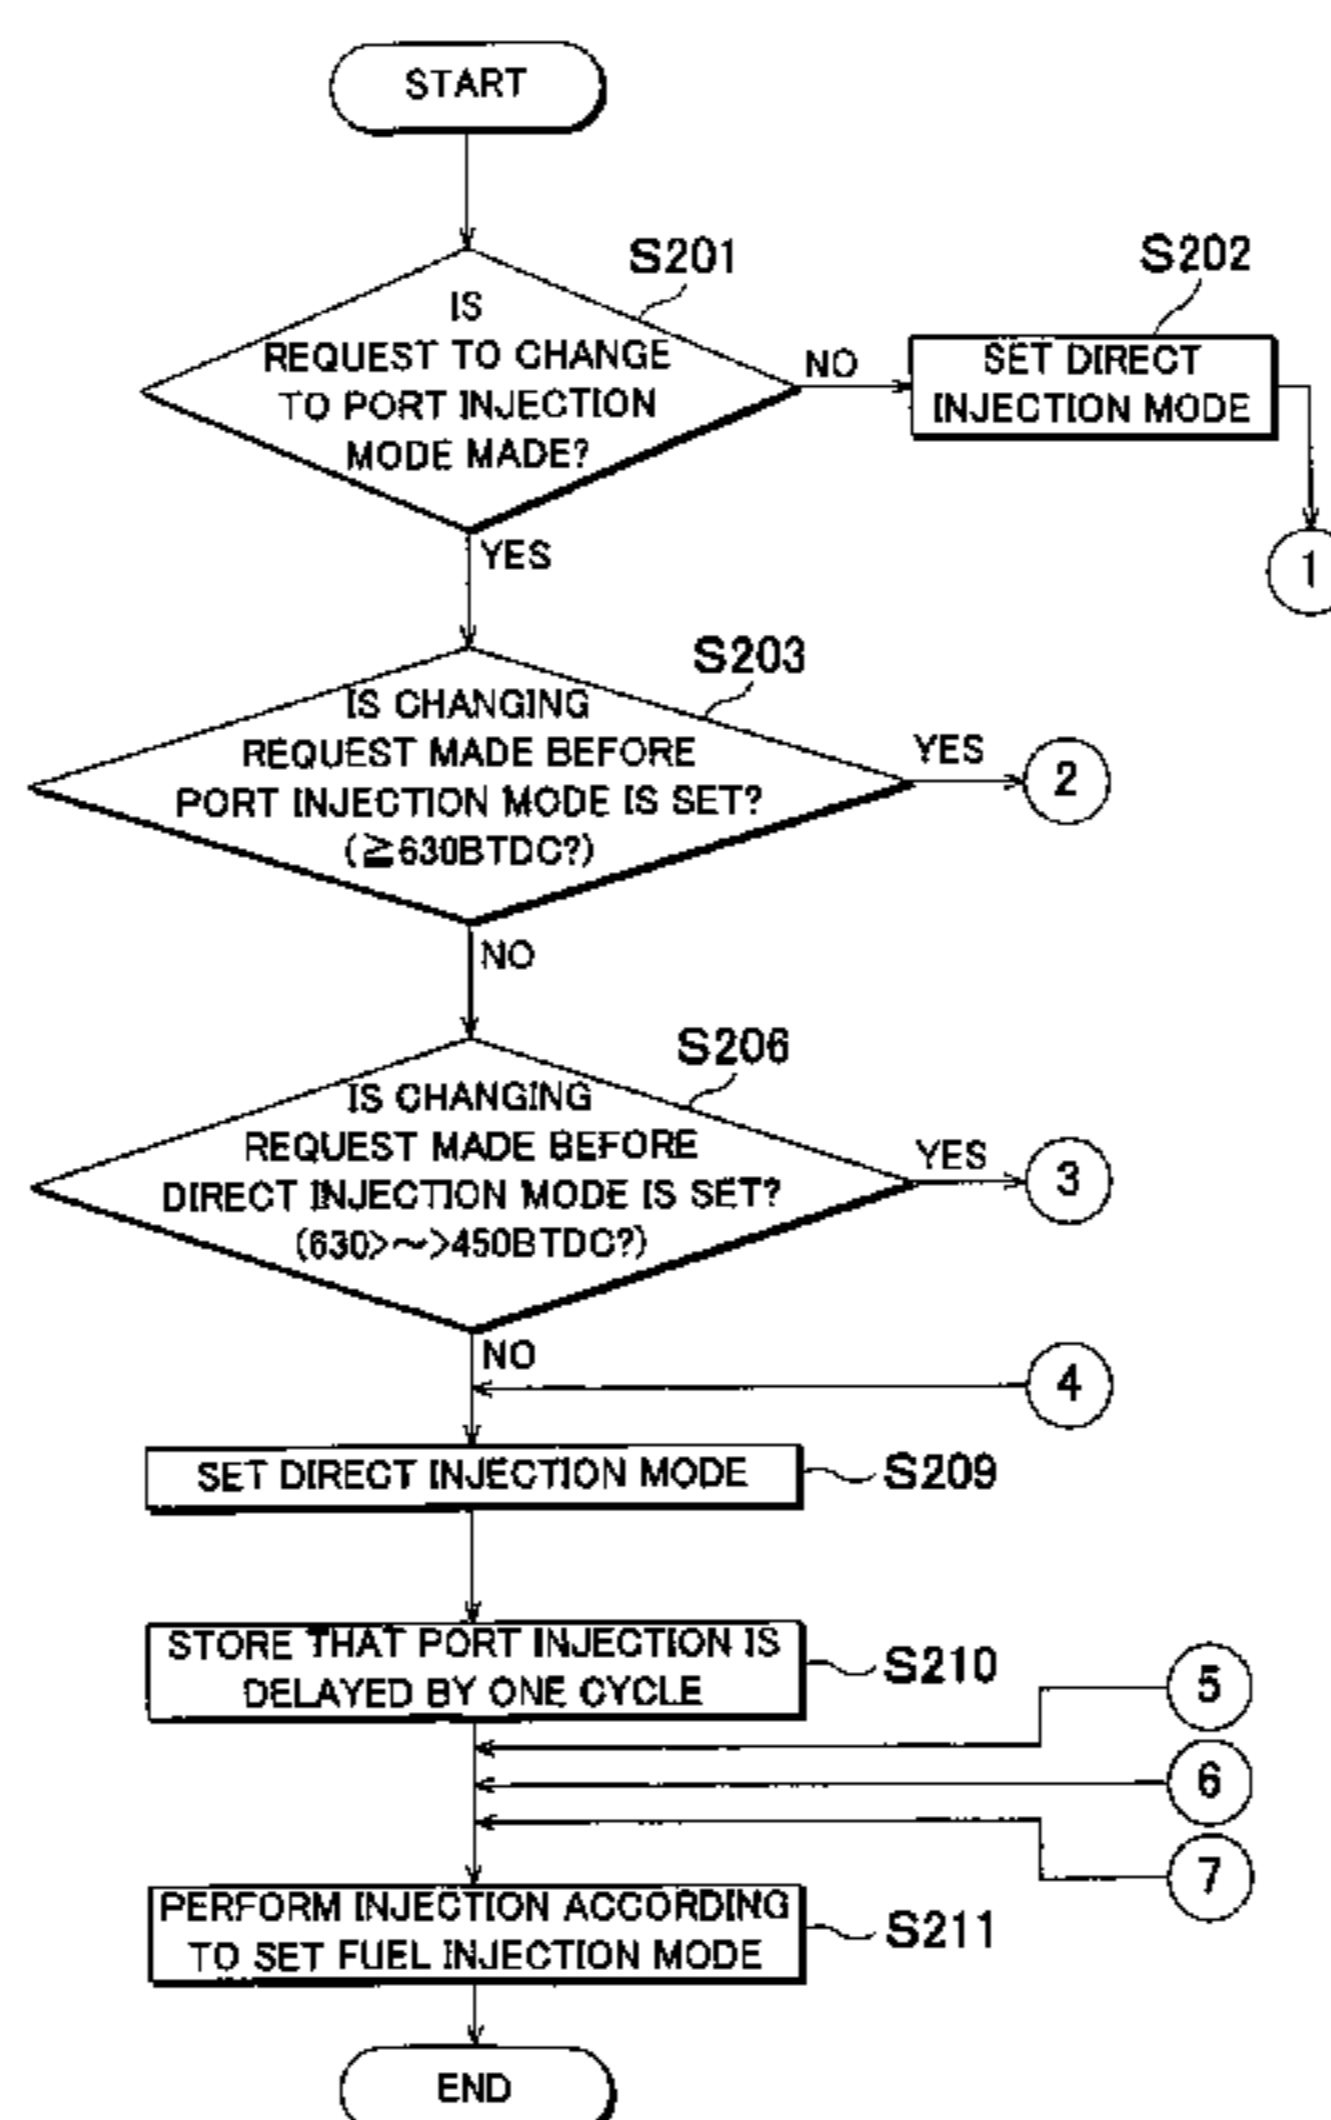 START
S201
S202
IS
REQUEST TO CHANGE
TO PORT INJECTION
MODE MADE?
NO
SET DIRECT
INJECTION MODE
YES
1
S203
IS CHANGING
REQUEST MADE BEFORE
PORT INJECTION MODE IS SET?
(≧630BTDC?)
YES
2
NO
S206
IS CHANGING
REQUEST MADE BEFORE
DIRECT INJECTION MODE IS SET?
(630>～>450BTDC?)
YES
3
NO
4
SET DIRECT INJECTION MODE
S209
STORE THAT PORT INJECTION IS
DELAYED BY ONE CYCLE
S210
5
6
7
PERFORM INJECTION ACCORDING
TO SET FUEL INJECTION MODE
S211
END